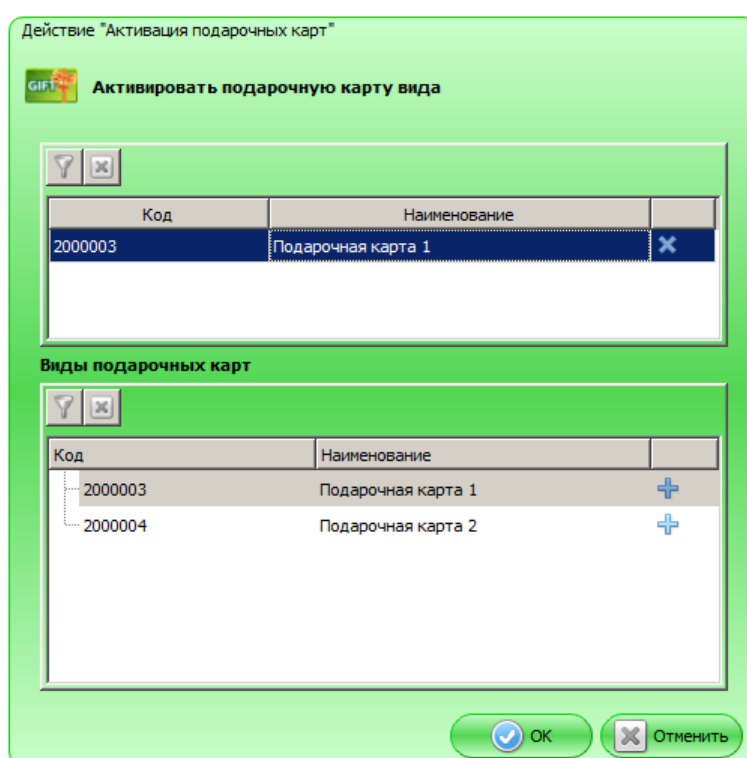 Действие "Активация подарочных карт"
GIFT
Активировать подарочную карту вида
Код Наименование
2000003 Подарочная карта 1
Виды подарочных карт
Код Наименование
2000003 Подарочная карта 1
2000004 Подарочная карта 2
ОК Отменить